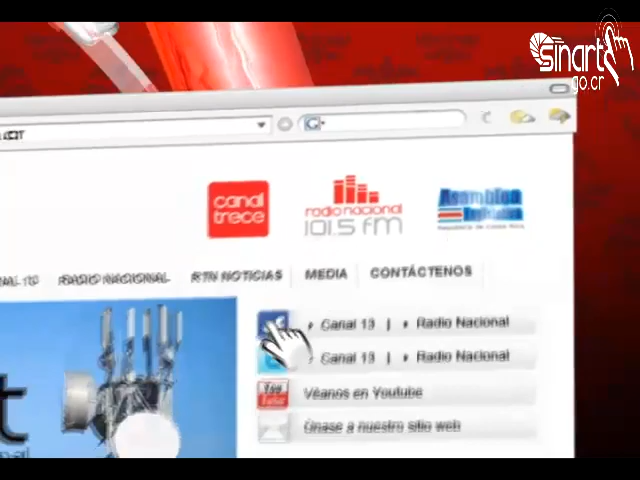 Sinart
go.cr
canal
trece
radio nacional
101.5 fm
Asamblea
RADIO NACIONAL
RTN NOTICIAS
MEDIA
CONTÁCTENOS
Canal 13 | Radio Nacional
Canal 13 | Radio Nacional
You Tube
Véanos en Youtube
Únase a nuestro sitio web